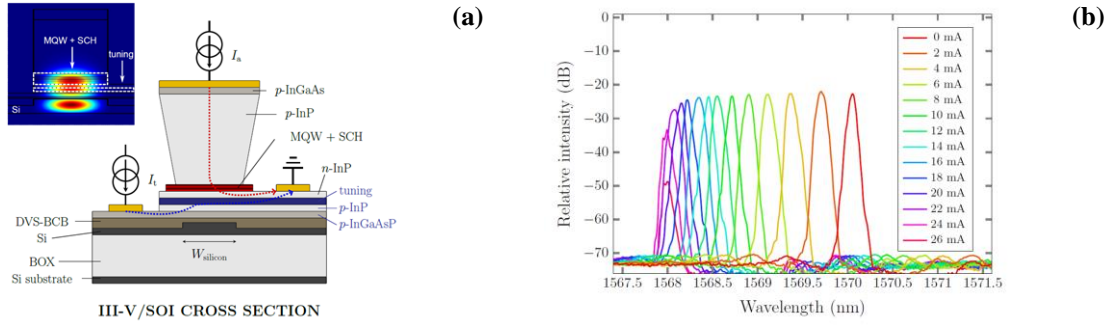 (a)
MQW + SCH
tuning
Si
I_a
p-InGaAs
p-InP
MQW + SCH
n-InP
I_t
tuning
p-InP
p-InGaAsP
DVS-BCB
Si
BOX
W_silicon
Si substrate
III-V/SOI CROSS SECTION
(b)
Relative intensity (dB)
0
−10
−20
−30
−40
−50
−60
−70
0 mA
2 mA
4 mA
6 mA
8 mA
10 mA
12 mA
14 mA
16 mA
18 mA
20 mA
22 mA
24 mA
26 mA
1567.5 1568 1568.5 1569 1569.5 1570 1570.5 1571 1571.5
Wavelength (nm)